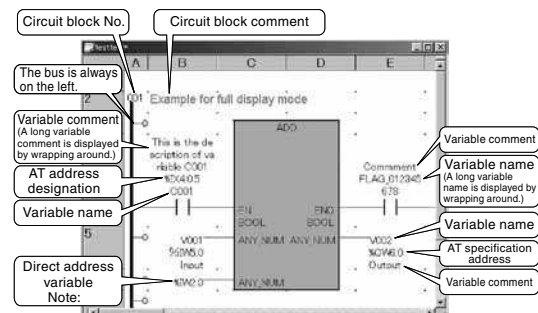 Circuit block No.
Circuit block comment
A B C D E
The bus is always
on the left.
2
001 Example for full display mode
Variable comment
(A long variable
comment is displayed
by wrapping around.)
This is the de
scription of va
riable C001
ADD
Variable comment
AT address
designation
%IX4.0.5
C001
Comment
FLAG_012345
678
Variable name
(A long variable
name is displayed by
wrapping around.)
Variable name
EN ENO
BOOL BOOL
Variable name
5
V001 ANY_NUM ANY_NUM V002
%QW6.0
AT specification
address
Input
Output
Variable comment
Direct address
variable
Note:
%IW2.0 ANY_NUM